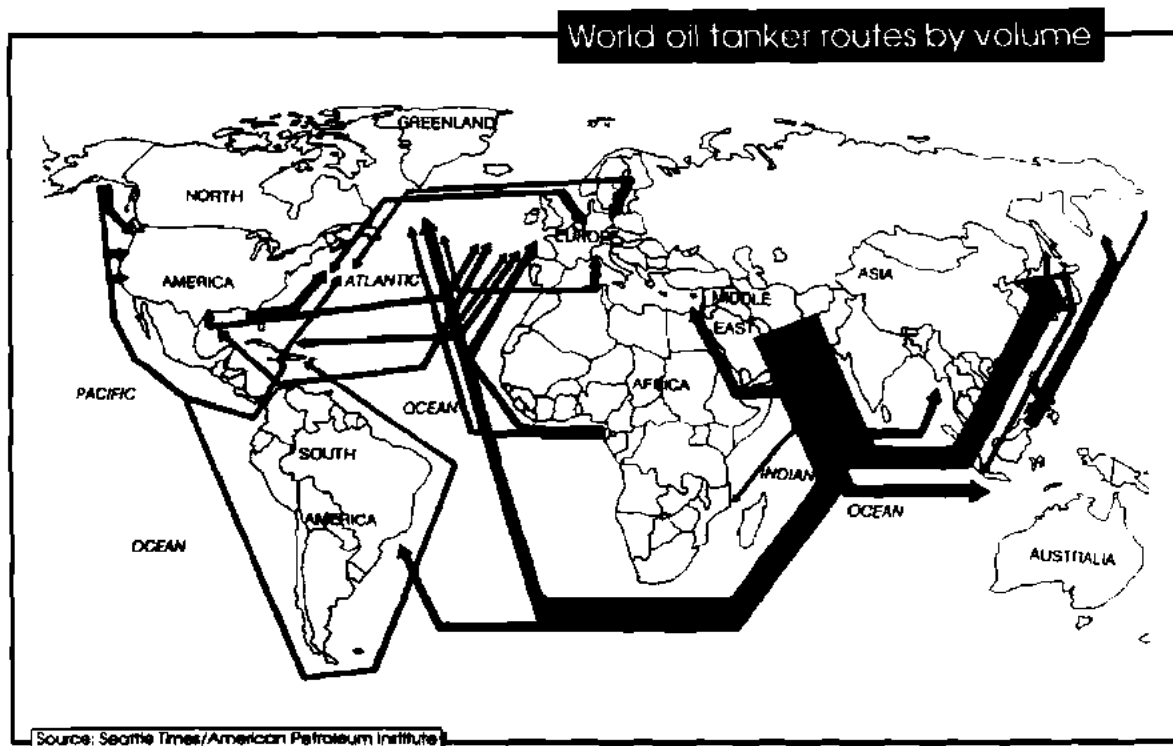 World oil tanker routes by volume
GREENLAND
NORTH
EUROPE
ASIA
AMERICA
ATLANTIC
MIDDLE
EAST
PACIFIC
OCEAN
AFRICA
SOUTH
INDIAN
AMERICA
OCEAN
OCEAN
AUSTRALIA
Source: Seattle Times/American Petroleum Institute